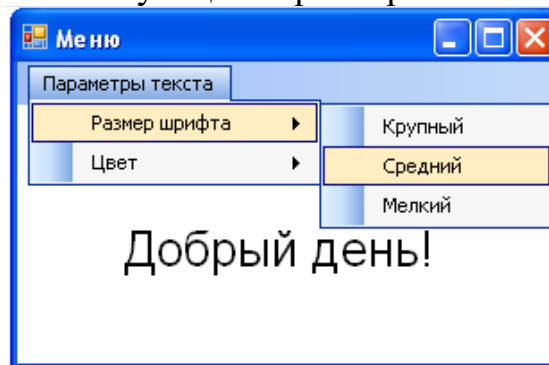 Меню
Параметры текста
Размер шрифта
Крупный
Цвет
Средний
Мелкий
Добрый день!